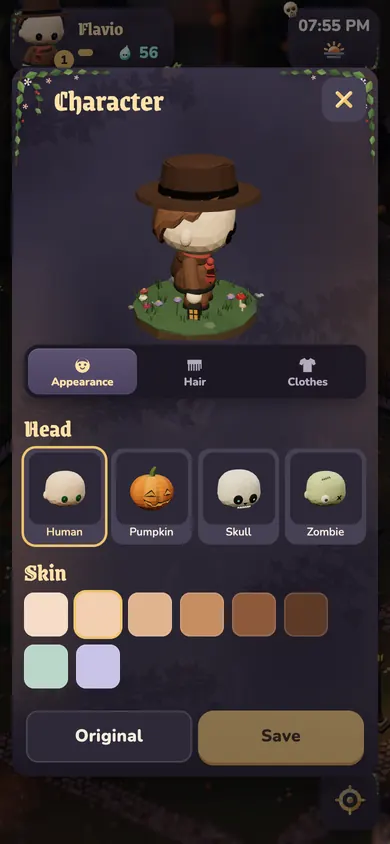 Flavio
07:55 PM
1
56
Character
Appearance
Hair
Clothes
Head
Human
Pumpkin
Skull
Zombie
Skin
Original
Save